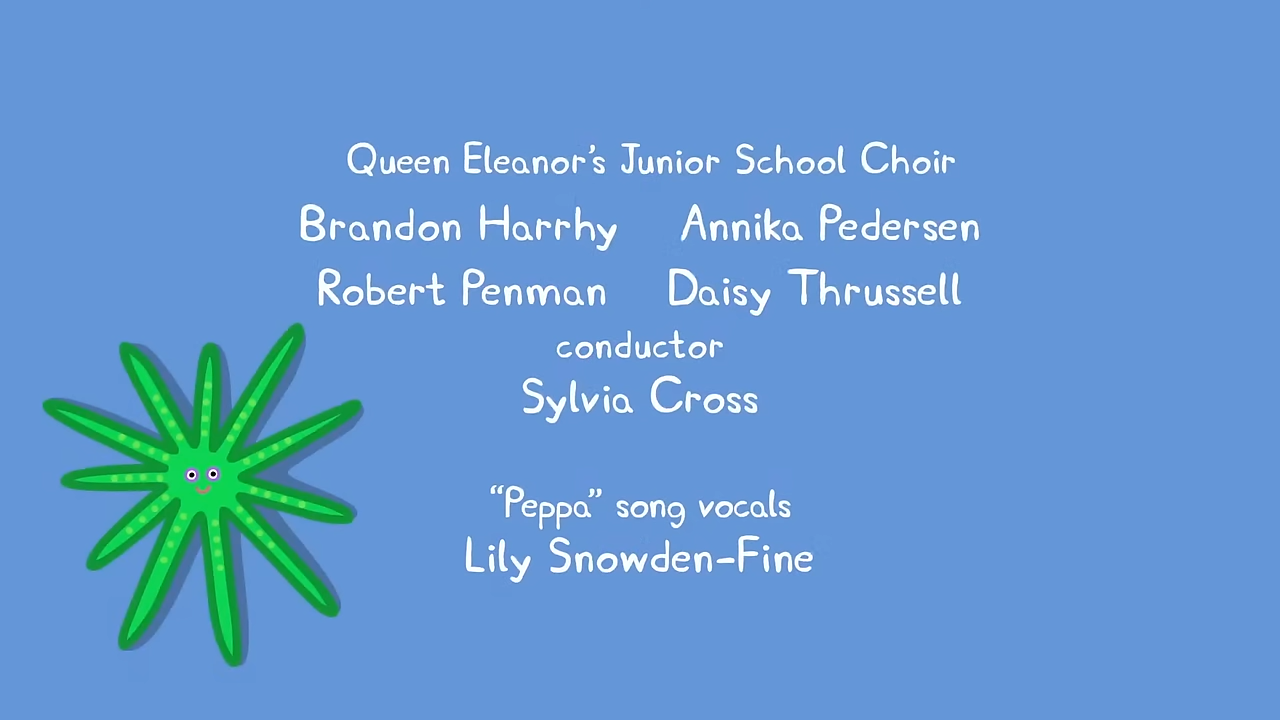 Queen Eleanor’s Junior School Choir
Brandon Harrhy Annika Pedersen
Robert Penman Daisy Thrussell
conductor
Sylvia Cross
“Peppa” song vocals
Lily Snowden-Fine